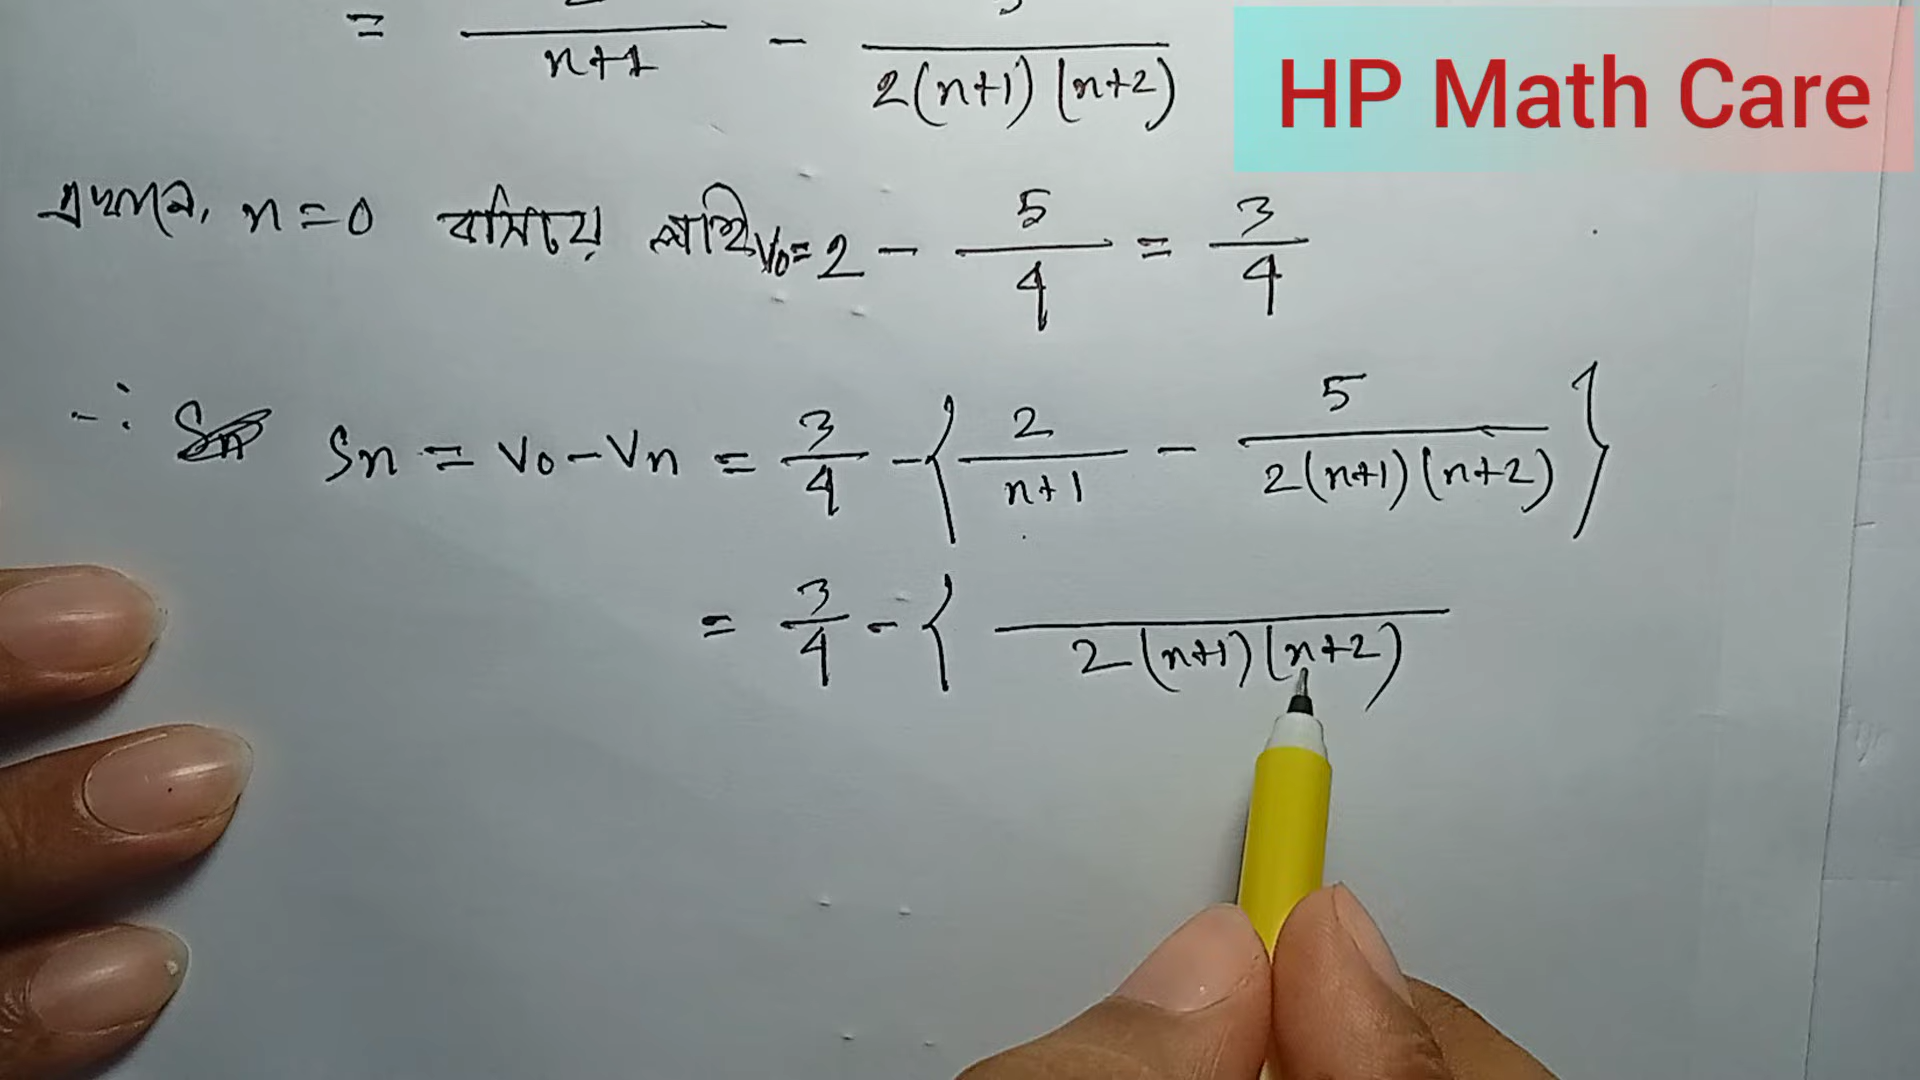 = ─── / n+1 - ─── / 2(n+1)(n+2)
HP Math Care
এখানে, n=0 বসিয়ে পাই V₀= 2 - 5/4 = 3/4
∴ Sn = V₀-Vn = 3/4 - { 2/n+1 - 5/2(n+1)(n+2) }
= 3/4 - { ─── / 2(n+1)(n+2)